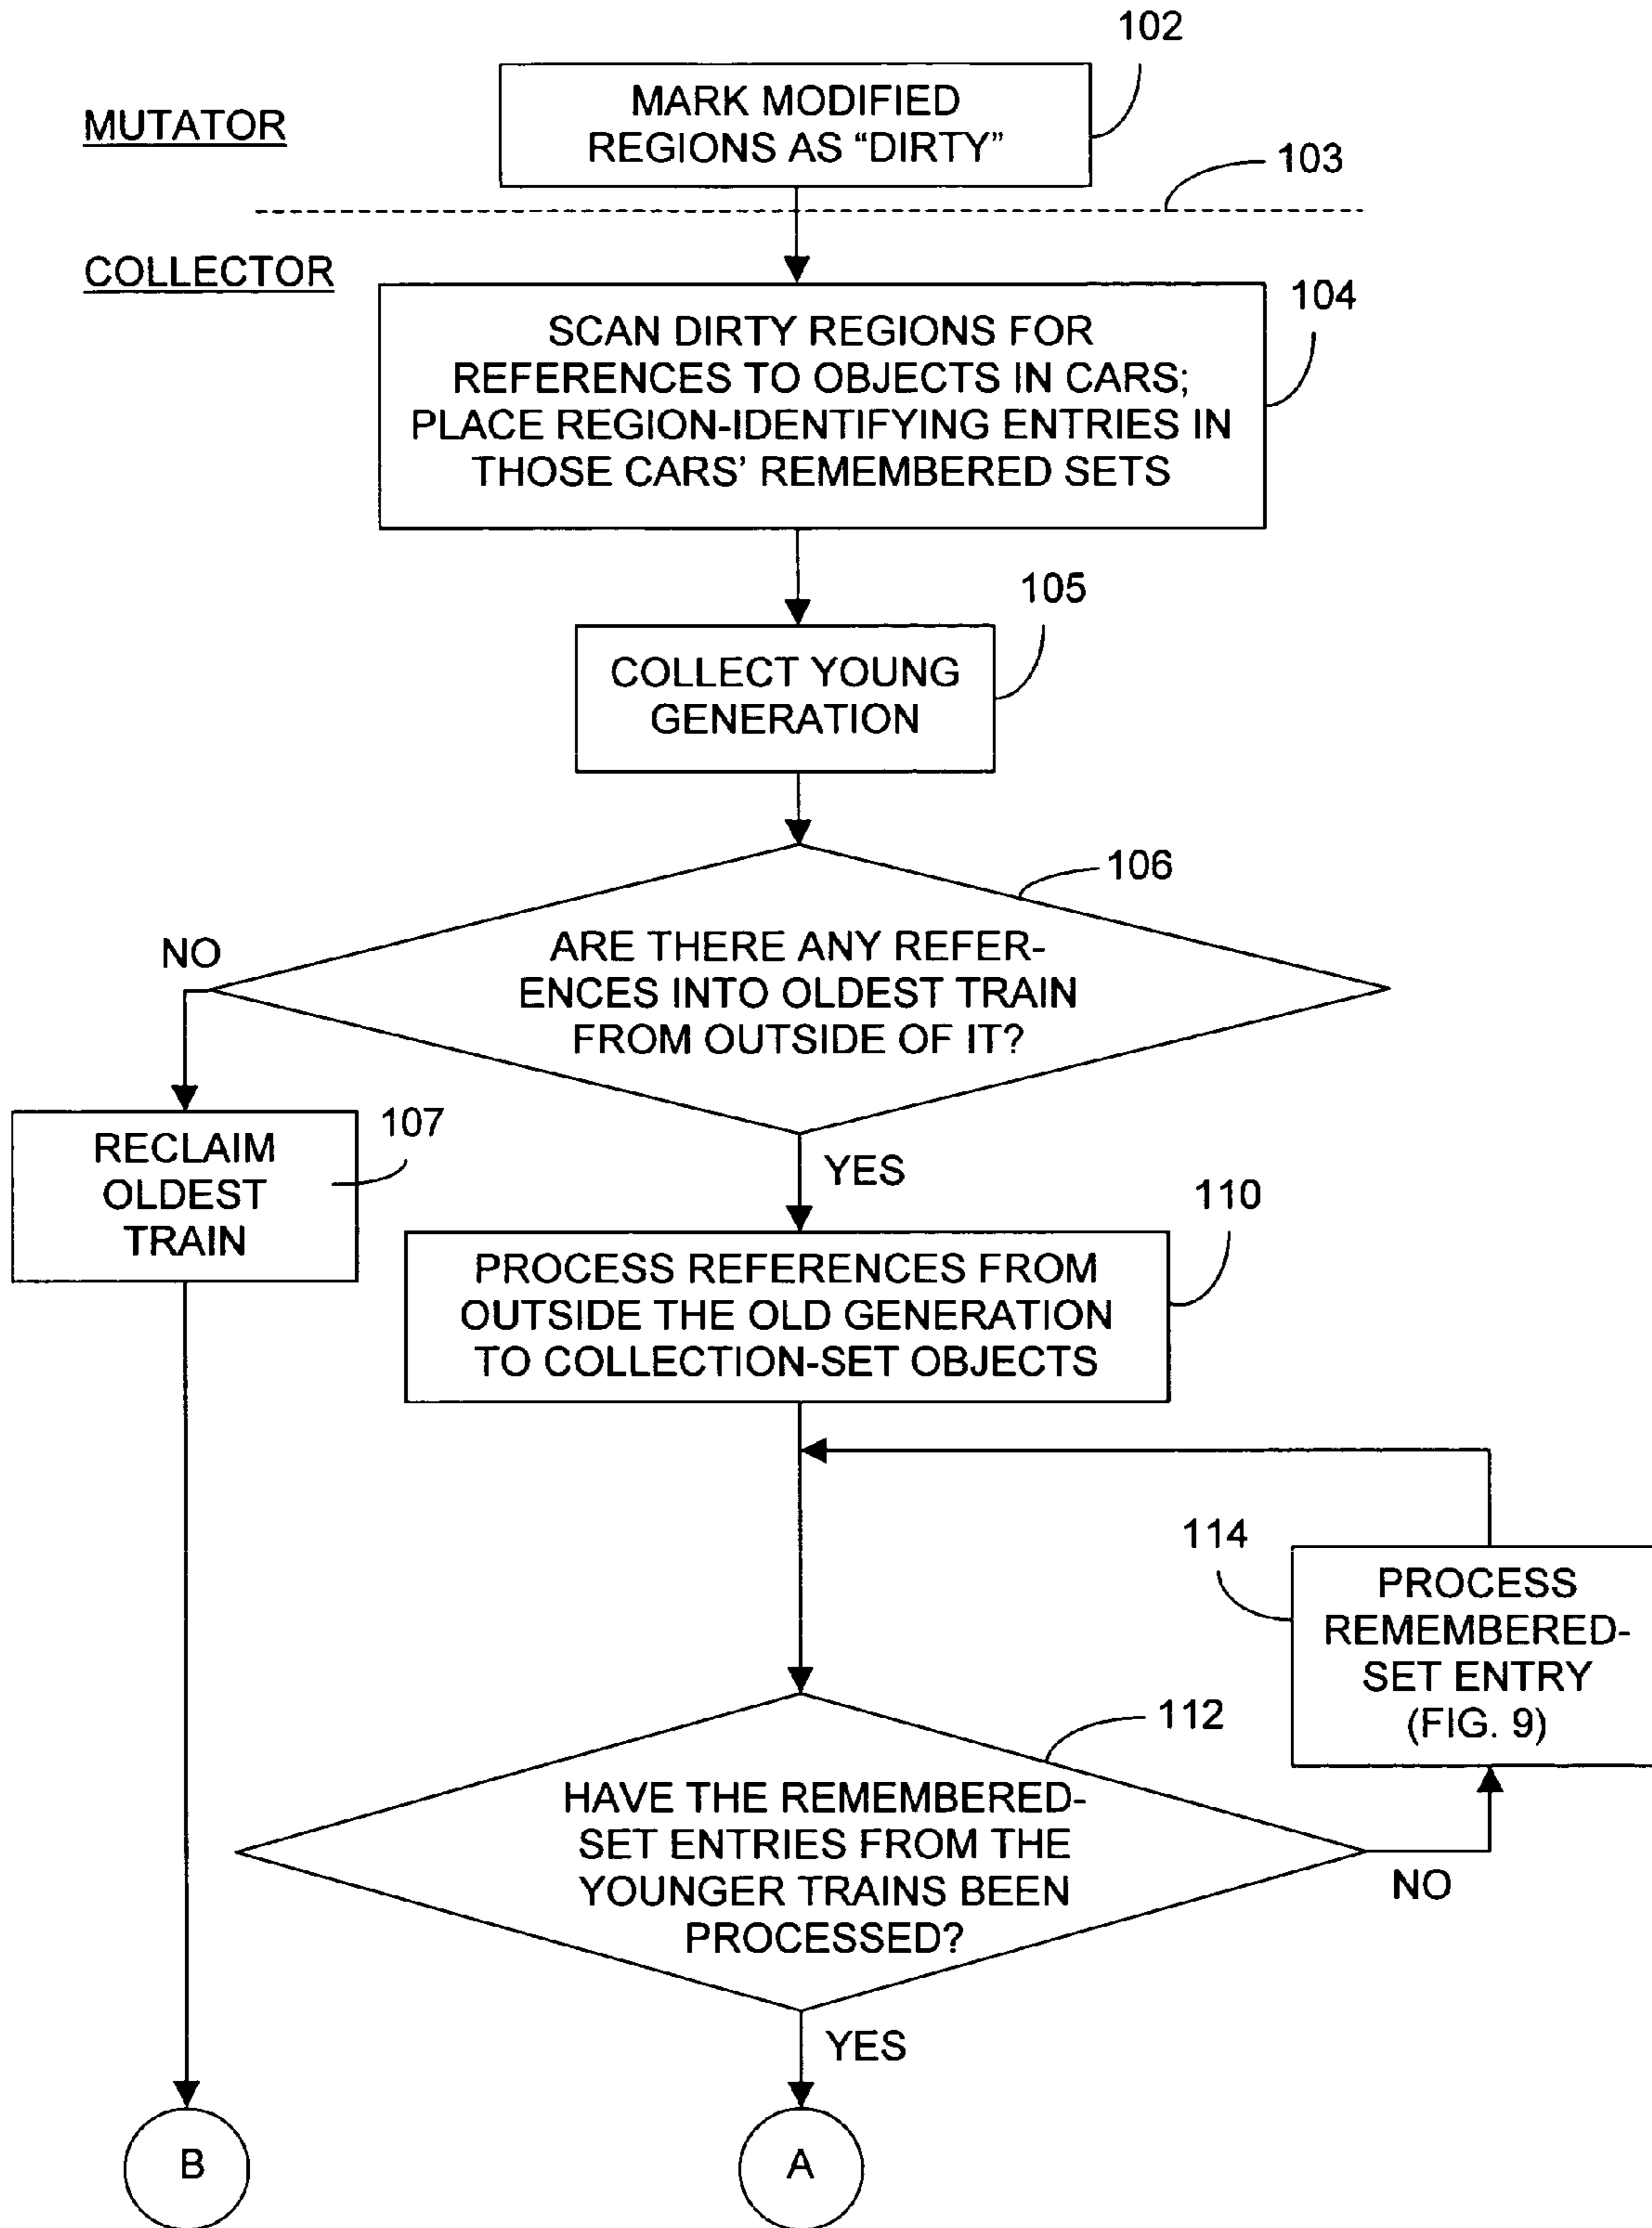 102
MARK MODIFIED
REGIONS AS “DIRTY”
MUTATOR
103
COLLECTOR
104
SCAN DIRTY REGIONS FOR
REFERENCES TO OBJECTS IN CARS;
PLACE REGION-IDENTIFYING ENTRIES IN
THOSE CARS’ REMEMBERED SETS
105
COLLECT YOUNG
GENERATION
106
ARE THERE ANY REFER-
ENCES INTO OLDEST TRAIN
FROM OUTSIDE OF IT?
NO
107
RECLAIM
OLDEST
TRAIN
YES
110
PROCESS REFERENCES FROM
OUTSIDE THE OLD GENERATION
TO COLLECTION-SET OBJECTS
114
PROCESS
REMEMBERED-
SET ENTRY
(FIG. 9)
112
HAVE THE REMEMBERED-
SET ENTRIES FROM THE
YOUNGER TRAINS BEEN
PROCESSED?
NO
YES
B
A